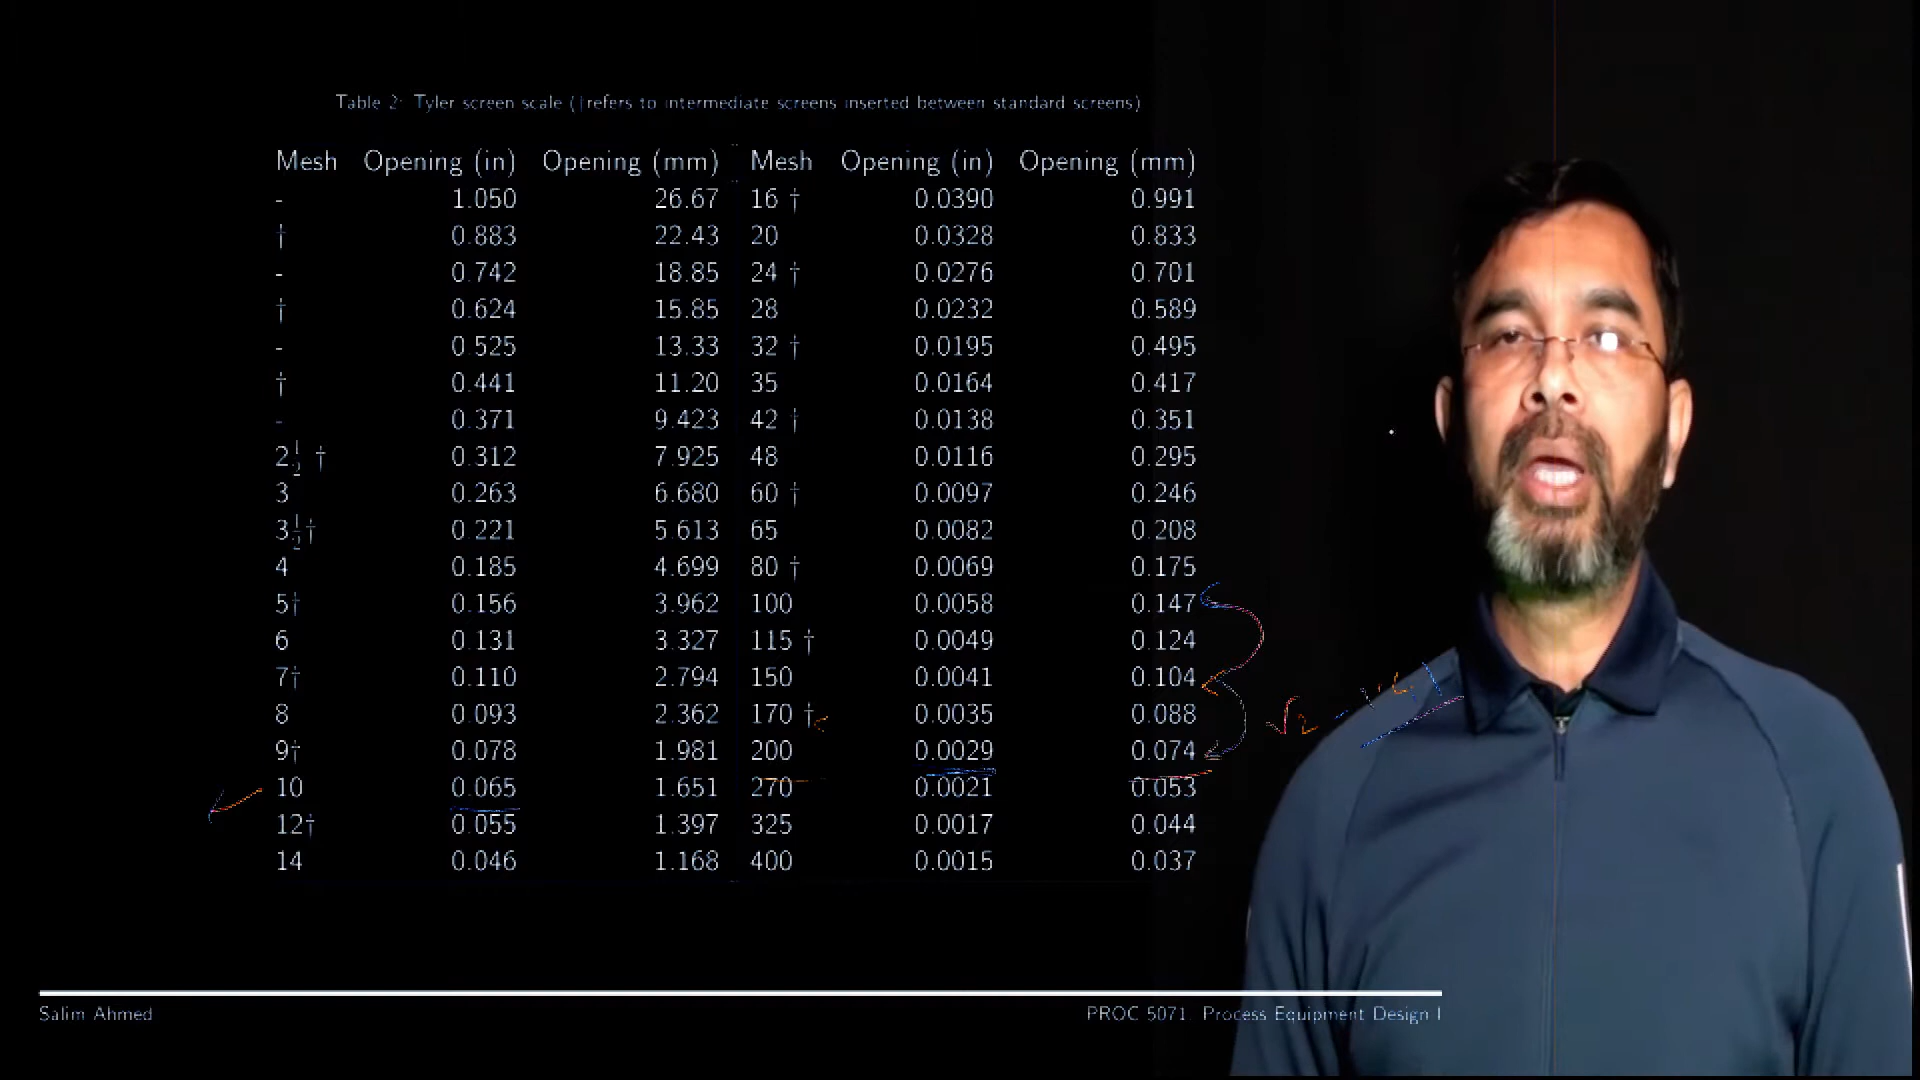 Table 2: Tyler screen scale (†refers to intermediate screens inserted between standard screens)
Mesh Opening (in) Opening (mm) Mesh Opening (in) Opening (mm)
- 1.050 26.67 16 † 0.0390 0.991
† 0.883 22.43 20 0.0328 0.833
- 0.742 18.85 24 † 0.0276 0.701
† 0.624 15.85 28 0.0232 0.589
- 0.525 13.33 32 † 0.0195 0.495
† 0.441 11.20 35 0.0164 0.417
- 0.371 9.423 42 † 0.0138 0.351
2½ † 0.312 7.925 48 0.0116 0.295
3 0.263 6.680 60 † 0.0097 0.246
3½† 0.221 5.613 65 0.0082 0.208
4 0.185 4.699 80 † 0.0069 0.175
5† 0.156 3.962 100 0.0058 0.147
6 0.131 3.327 115 † 0.0049 0.124
7† 0.110 2.794 150 0.0041 0.104
8 0.093 2.362 170 † 0.0035 0.088
9† 0.078 1.981 200 0.0029 0.074
10 0.065 1.651 270 0.0021 0.053
12† 0.055 1.397 325 0.0017 0.044
14 0.046 1.168 400 0.0015 0.037
√2
Salim Ahmed
PROC 5071: Process Equipment Design I